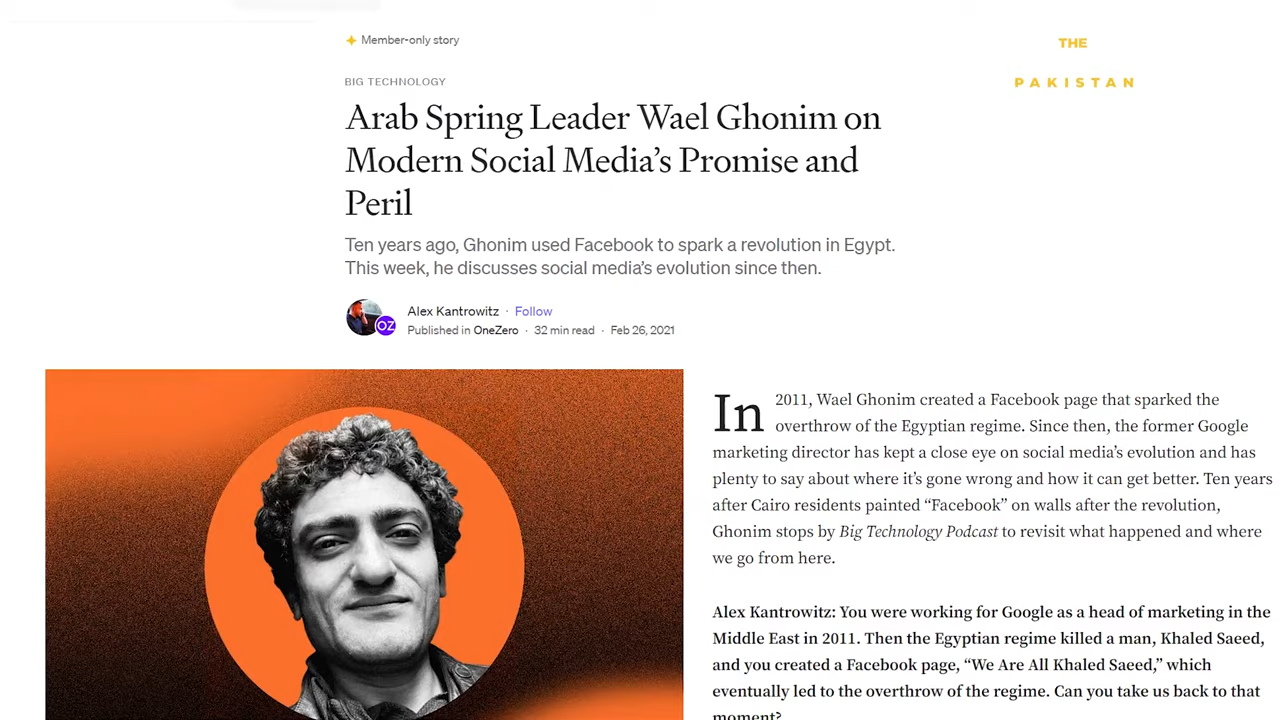 Member-only story
THE
PAKISTAN
BIG TECHNOLOGY
Arab Spring Leader Wael Ghonim on
Modern Social Media’s Promise and
Peril
Ten years ago, Ghonim used Facebook to spark a revolution in Egypt.
This week, he discusses social media’s evolution since then.
Alex Kantrowitz · Follow
OZ
Published in OneZero · 32 min read · Feb 26, 2021
In 2011, Wael Ghonim created a Facebook page that sparked the
overthrow of the Egyptian regime. Since then, the former Google
marketing director has kept a close eye on social media’s evolution and has
plenty to say about where it’s gone wrong and how it can get better. Ten years
after Cairo residents painted “Facebook” on walls after the revolution,
Ghonim stops by Big Technology Podcast to revisit what happened and where
we go from here.
Alex Kantrowitz: You were working for Google as a head of marketing in the
Middle East in 2011. Then the Egyptian regime killed a man, Khaled Saeed,
and you created a Facebook page, “We Are All Khaled Saeed,” which
eventually led to the overthrow of the regime. Can you take us back to that
moment?